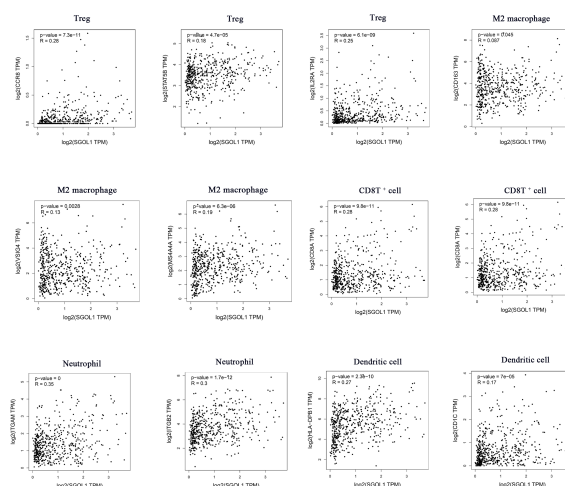 Treg
p-value = 7.3e-11
R = 0.28
log2(CCR8 TPM)
log2(SGOL1 TPM)
Treg
p-value = 4.7e-05
R = 0.18
log2(STAT5B TPM)
log2(SGOL1 TPM)
Treg
p-value = 6.1e-09
R = 0.25
log2(IL2RA TPM)
log2(SGOL1 TPM)
M2 macrophage
p-value = 0.045
R = 0.087
log2(CD163 TPM)
log2(SGOL1 TPM)
M2 macrophage
p-value = 0.0028
R = 0.13
log2(VSIG4 TPM)
log2(SGOL1 TPM)
M2 macrophage
p-value = 6.3e-06
R = 0.19
log2(MS4A4A TPM)
log2(SGOL1 TPM)
CD8T + cell
p-value = 9.8e-11
R = 0.28
log2(CD8A TPM)
log2(SGOL1 TPM)
CD8T + cell
p-value = 9.8e-11
R = 0.28
log2(CD8A TPM)
log2(SGOL1 TPM)
Neutrophil
p-value = 0
R = 0.35
log2(ITGAM TPM)
log2(SGOL1 TPM)
Neutrophil
p-value = 1.7e-12
R = 0.3
log2(ITGB2 TPM)
log2(SGOL1 TPM)
Dendritic cell
R = 0.27
log2(HLA-DPB1 TPM)
log2(SGOL1 TPM)
Dendritic cell
p-value = 7e-05
R = 0.17
log2(CD1C TPM)
log2(SGOL1 TPM)